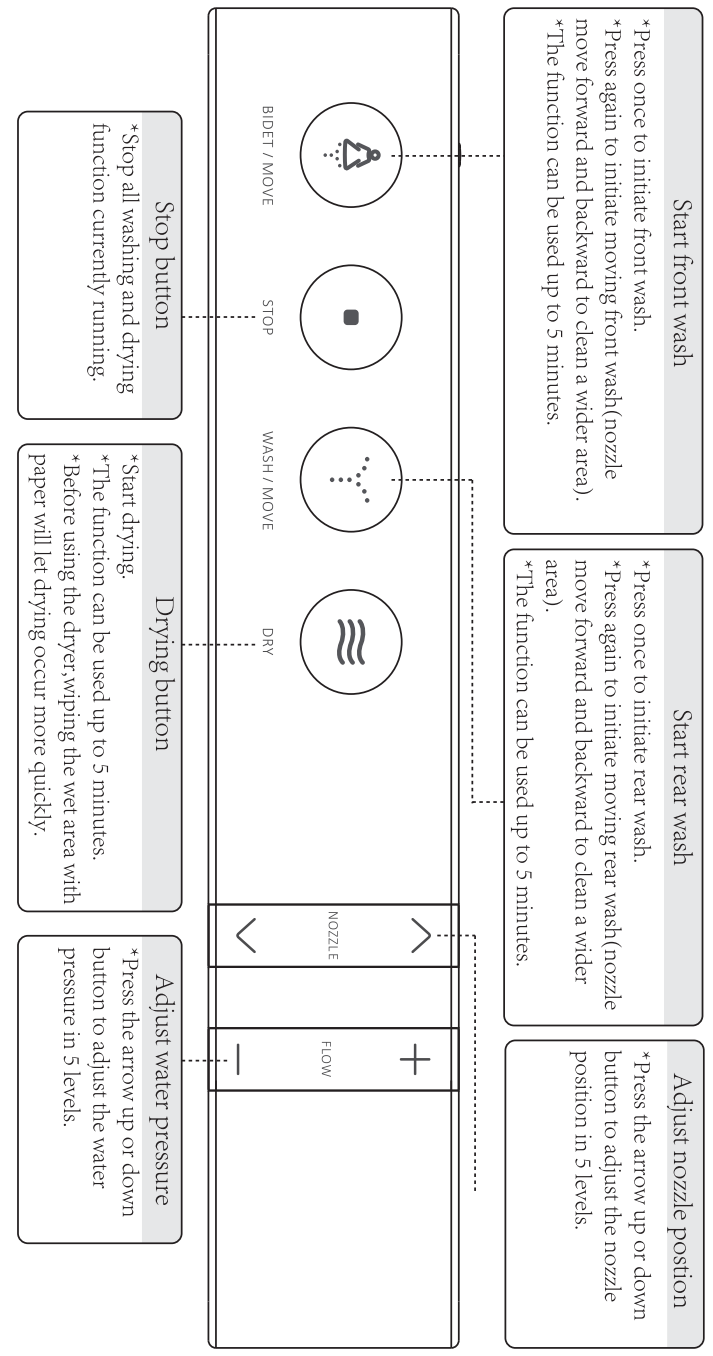 Start front wash
*Press once to initiate front wash.
*Press again to initiate moving front wash(nozzle
move forward and backward to clean a wider area).
*The function can be used up to 5 minutes.
Start rear wash
*Press once to initiate rear wash.
*Press again to initiate moving rear wash(nozzle
move forward and backward to clean a wider
area).
*The function can be used up to 5 minutes.
Adjust nozzle postion
*Press the arrow up or down
button to adjust the nozzle
position in 5 levels.
BIDET / MOVE
STOP
WASH / MOVE
DRY
NOZZLE
FLOW
Stop button
*Stop all washing and drying
function currently running.
Drying button
*Start drying.
*The function can be used up to 5 minutes.
*Before using the dryer,wiping the wet area with
paper will let drying occur more quickly.
Adjust water pressure
*Press the arrow up or down
button to adjust the water
pressure in 5 levels.